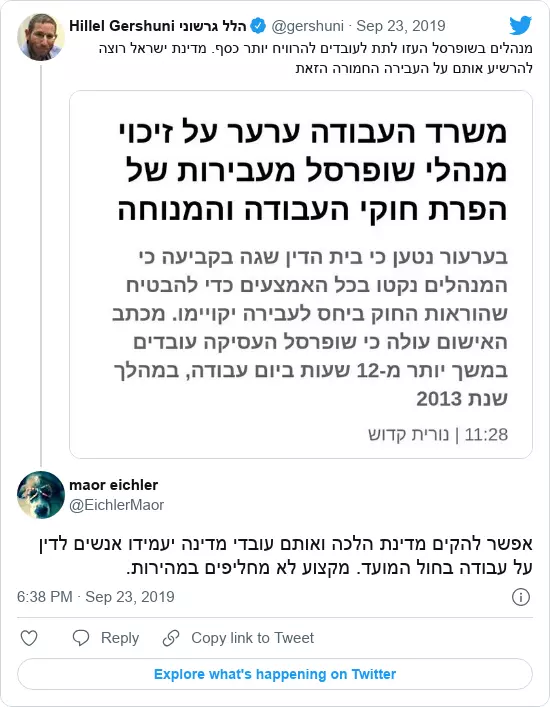 Hillel Gershuni הלל גרשוני @gershuni · Sep 23, 2019
מנהלים בשופרסל העזו לתת לעובדים להרוויח יותר כסף. מדינת ישראל רוצה
להרשיע אותם על העבירה החמורה הזאת
משרד העבודה ערער על זיכוי
מנהלי שופרסל מעבירות של
הפרת חוקי העבודה והמנוחה
בערעור נטען כי בית הדין שגה בקביעה כי
המנהלים נקטו בכל האמצעים כדי להבטיח
שהוראות החוק ביחס לעבירה יקויימו. מכתב
האישום עולה כי שופרסל העסיקה עובדים
במשך יותר מ-12 שעות ביום עבודה, במהלך
שנת 2013
11:28 | נורית קדוש
maor eichler
@EichlerMaor
אפשר להקים מדינת הלכה ואותם עובדי מדינה יעמידו אנשים לדין
על עבודה בחול המועד. מקצוע לא מחליפים במהירות.
6:38 PM · Sep 23, 2019
Reply
Copy link to Tweet
Explore what's happening on Twitter